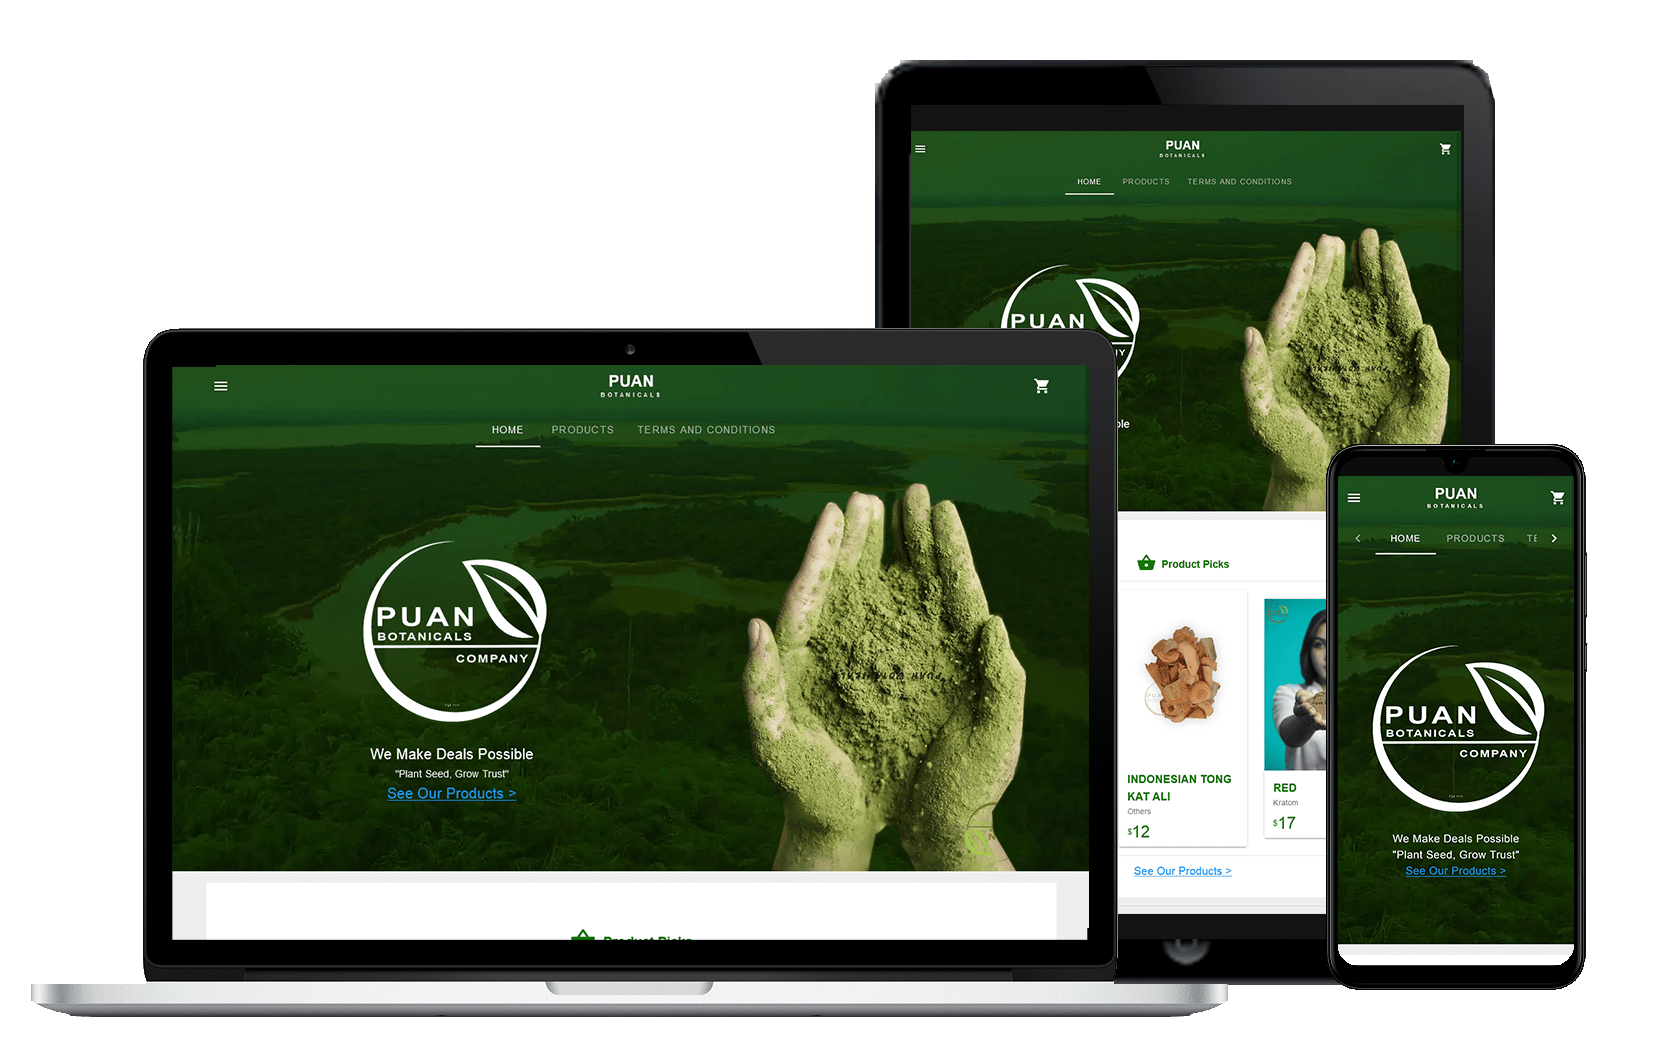 PUAN
BOTANICALS
HOME PRODUCTS TERMS AND CONDITIONS
PUAN
PUAN
BOTANICALS
HOME PRODUCTS TERMS AND CONDITIONS
PUAN
BOTANICALS
COMPANY
We Make Deals Possible
"Plant Seed, Grow Trust"
See Our Products >
Product Picks
Product Picks
INDONESIAN TONG
KAT ALI
Others
$12
RED
Kratom
$17
See Our Products >
PUAN
BOTANICALS
HOME PRODUCTS TE
PUAN
BOTANICALS
COMPANY
We Make Deals Possible
"Plant Seed, Grow Trust"
See Our Products >